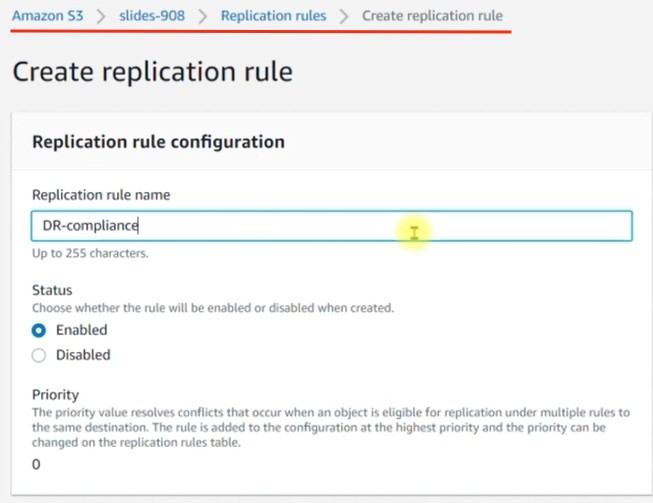 Amazon S3 > slides-908 > Replication rules > Create replication rule
Create replication rule
Replication rule configuration
Replication rule name
DR-compliance
Up to 255 characters.
Status
Choose whether the rule will be enabled or disabled when created.
Enabled
Disabled
Priority
The priority value resolves conflicts that occur when an object is eligible for replication under multiple rules to
the same destination. The rule is added to the configuration at the highest priority and the priority can be
changed on the replication rules table.
0